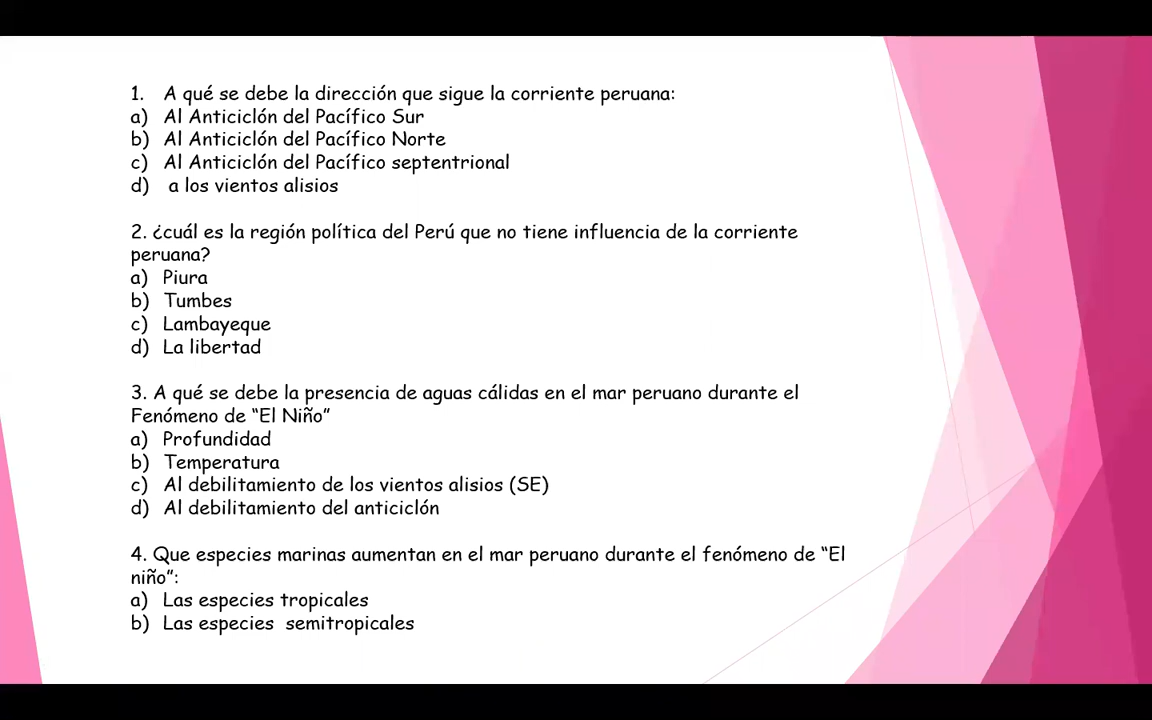 1. A qué se debe la dirección que sigue la corriente peruana:
a) Al Anticiclón del Pacífico Sur
b) Al Anticiclón del Pacífico Norte
c) Al Anticiclón del Pacífico septentrional
d) a los vientos alisios
2. ¿cuál es la región política del Perú que no tiene influencia de la corriente
peruana?
a) Piura
b) Tumbes
c) Lambayeque
d) La libertad
3. A qué se debe la presencia de aguas cálidas en el mar peruano durante el
Fenómeno de “El Niño”
a) Profundidad
b) Temperatura
c) Al debilitamiento de los vientos alisios (SE)
d) Al debilitamiento del anticiclón
4. Que especies marinas aumentan en el mar peruano durante el fenómeno de “El
niño”:
a) Las especies tropicales
b) Las especies semitropicales